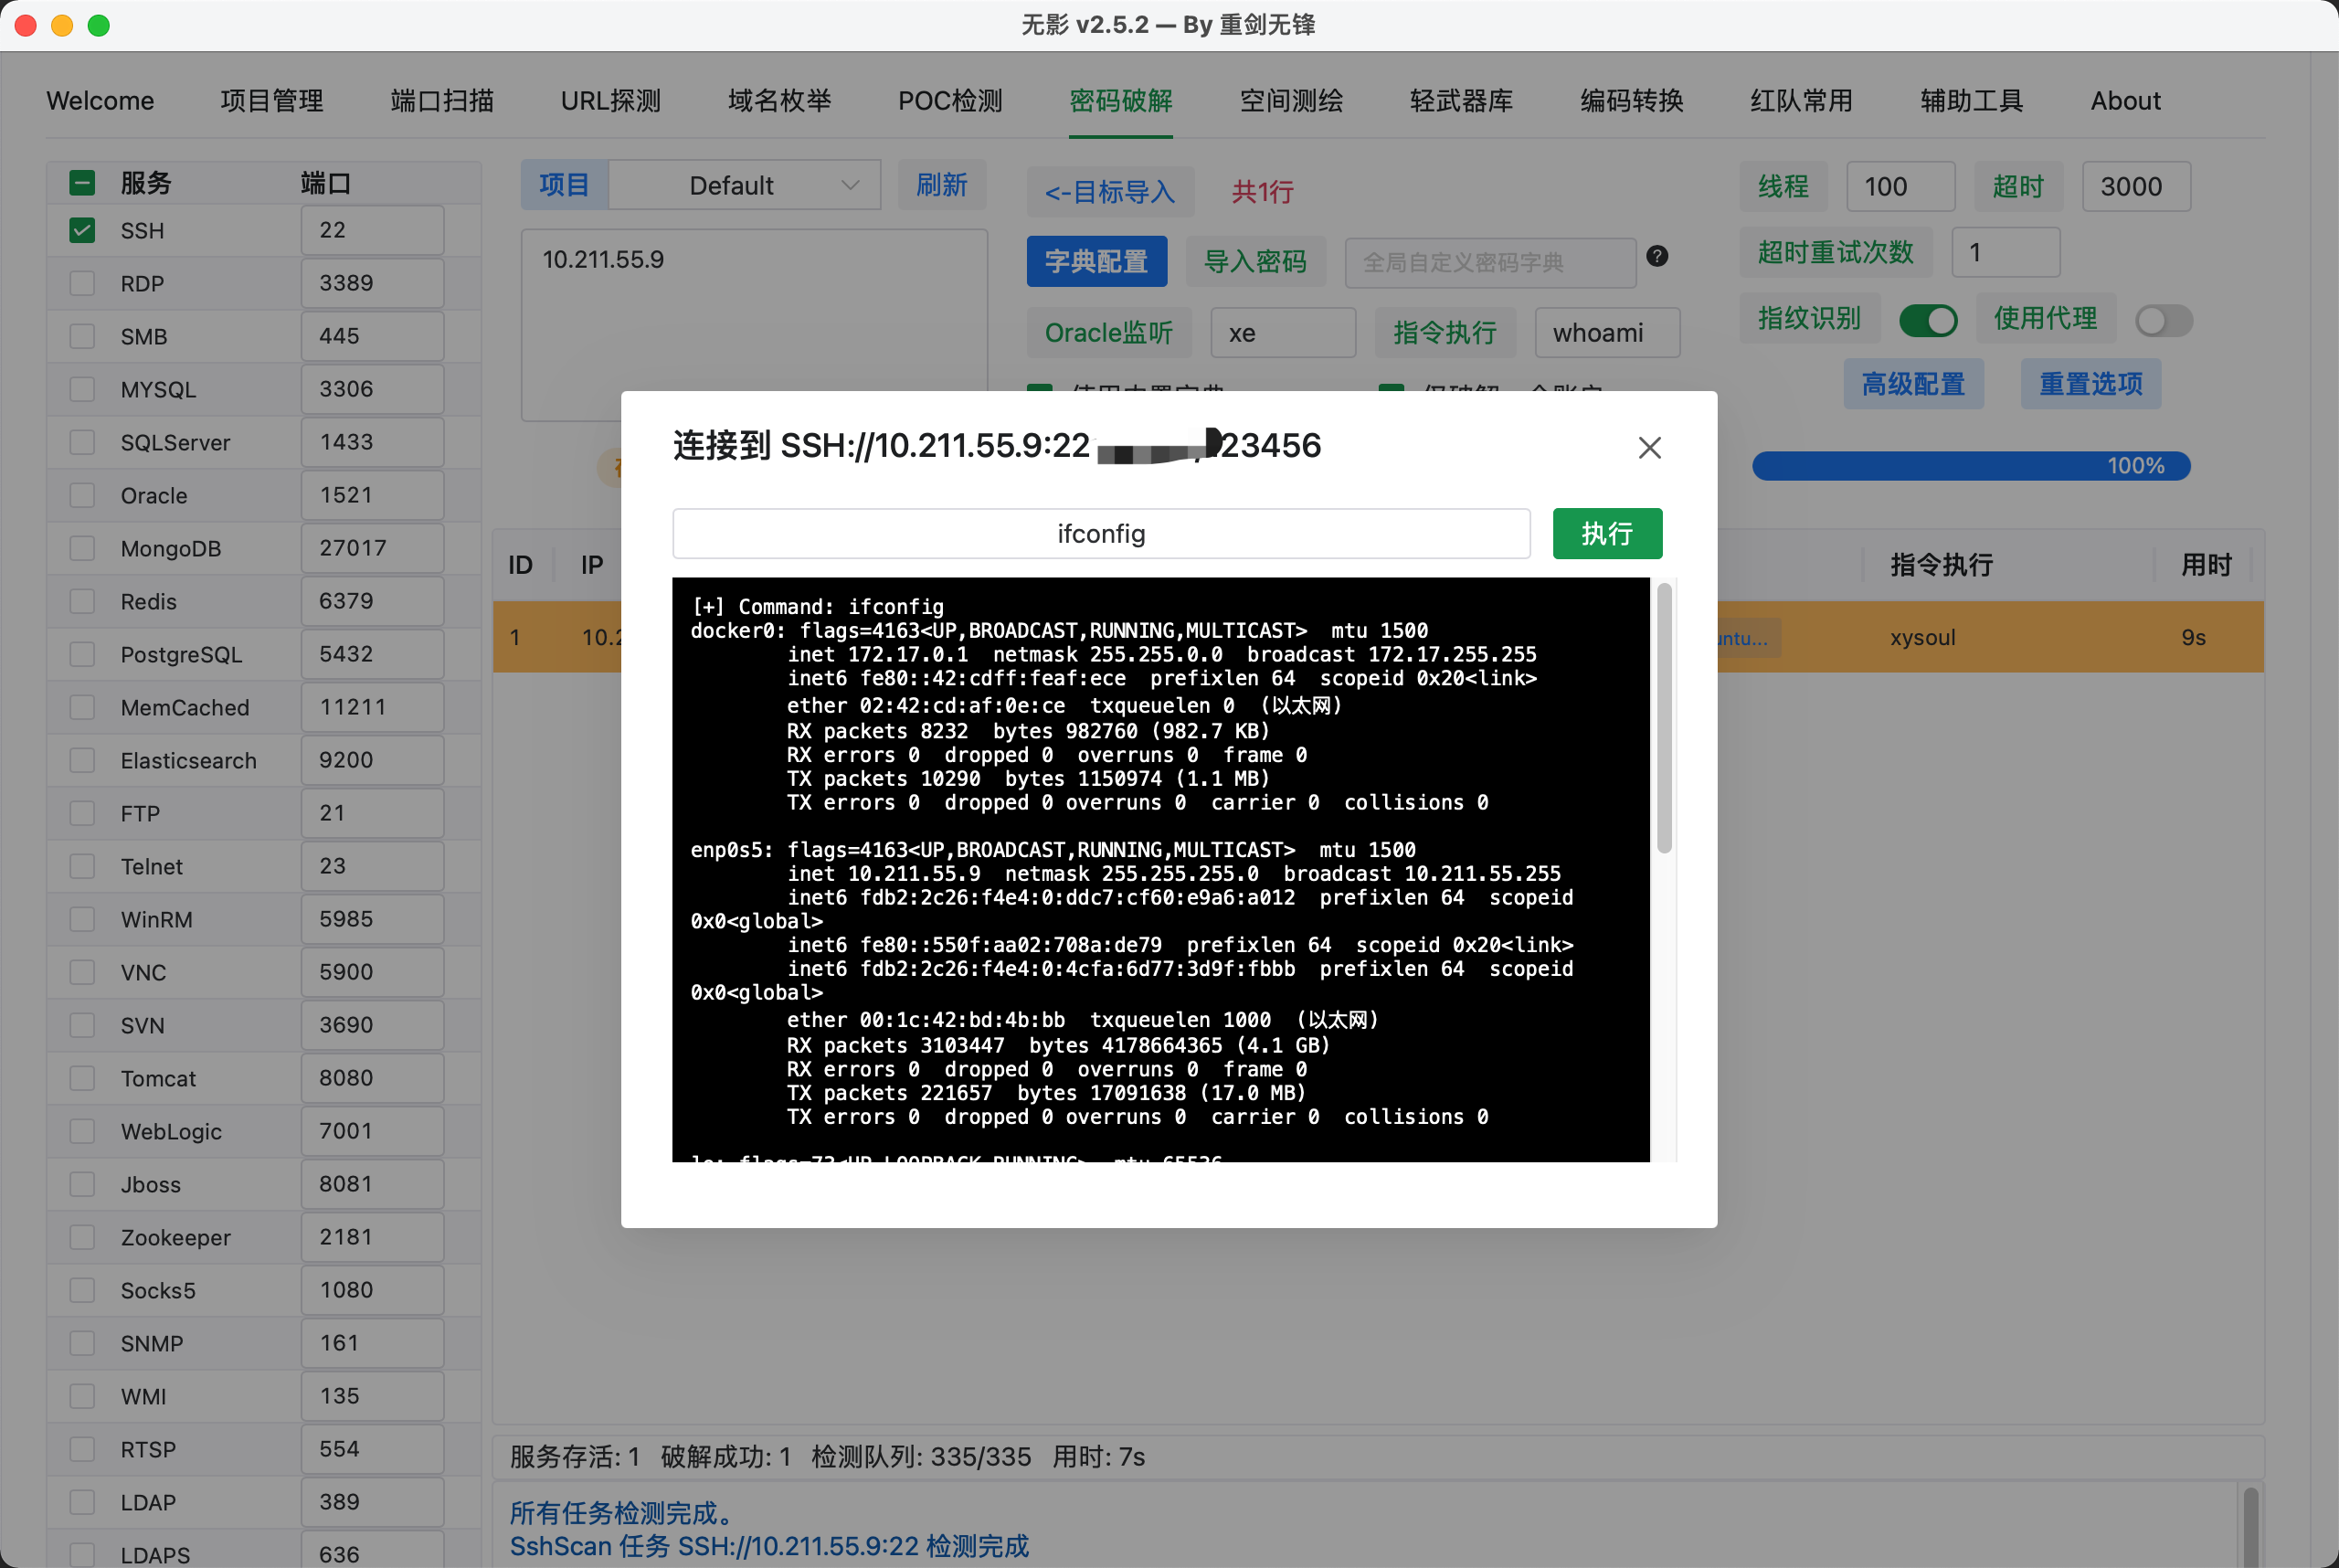 无影 v2.5.2 — By 重剑无锋
Welcome 项目管理 端口扫描 URL探测 域名枚举 POC检测 密码破解 空间测绘 轻武器库 编码转换 红队常用 辅助工具 About
服务 端口
SSH 22
RDP 3389
SMB 445
MYSQL 3306
SQLServer 1433
Oracle 1521
MongoDB 27017
Redis 6379
PostgreSQL 5432
MemCached 11211
Elasticsearch 9200
FTP 21
Telnet 23
WinRM 5985
VNC 5900
SVN 3690
Tomcat 8080
WebLogic 7001
Jboss 8081
Zookeeper 2181
Socks5 1080
SNMP 161
WMI 135
RTSP 554
LDAP 389
LDAPS 636
项目 Default 刷新
10.211.55.9
<-目标导入 共1行
字典配置 导入密码 全局自定义密码字典 ?
Oracle监听 xe 指令执行 whoami
线程 100 超时 3000
超时重试次数 1
指纹识别 使用代理
高级配置 重置选项
100%
ID IP 指令执行 用时
1 10.2 untu... xysoul 9s
连接到 SSH://10.211.55.9:22 123456
ifconfig 执行
[+] Command: ifconfig
docker0: flags=4163<UP,BROADCAST,RUNNING,MULTICAST> mtu 1500
inet 172.17.0.1 netmask 255.255.0.0 broadcast 172.17.255.255
inet6 fe80::42:cdff:feaf:ece prefixlen 64 scopeid 0x20<link>
ether 02:42:cd:af:0e:ce txqueuelen 0 (以太网)
RX packets 8232 bytes 982760 (982.7 KB)
RX errors 0 dropped 0 overruns 0 frame 0
TX packets 10290 bytes 1150974 (1.1 MB)
TX errors 0 dropped 0 overruns 0 carrier 0 collisions 0
enp0s5: flags=4163<UP,BROADCAST,RUNNING,MULTICAST> mtu 1500
inet 10.211.55.9 netmask 255.255.255.0 broadcast 10.211.55.255
inet6 fdb2:2c26:f4e4:0:ddc7:cf60:e9a6:a012 prefixlen 64 scopeid
0x0<global>
inet6 fe80::550f:aa02:708a:de79 prefixlen 64 scopeid 0x20<link>
inet6 fdb2:2c26:f4e4:0:4cfa:6d77:3d9f:fbbb prefixlen 64 scopeid
0x0<global>
ether 00:1c:42:bd:4b:bb txqueuelen 1000 (以太网)
RX packets 3103447 bytes 4178664365 (4.1 GB)
RX errors 0 dropped 0 overruns 0 frame 0
TX packets 221657 bytes 17091638 (17.0 MB)
TX errors 0 dropped 0 overruns 0 carrier 0 collisions 0
lo: flags=73<UP,LOOPBACK,RUNNING> mtu 65536
服务存活: 1 破解成功: 1 检测队列: 335/335 用时: 7s
所有任务检测完成。
SshScan 任务 SSH://10.211.55.9:22 检测完成